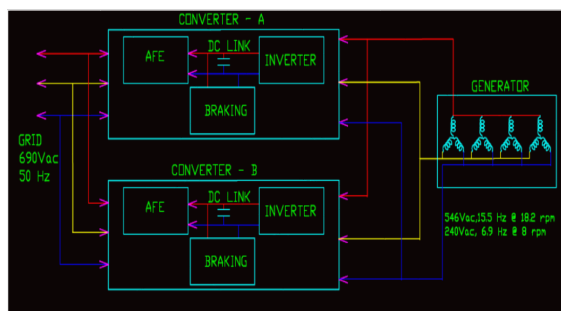 CONVERTER - A
AFE
DC LINK
INVERTER
BRAKING
GENERATOR
GRID
690Vac
50 Hz
CONVERTER - B
AFE
DC LINK
INVERTER
BRAKING
546Vac,15.5 Hz @ 18.2 rpm
240Vac, 6.9 Hz @ 8 rpm